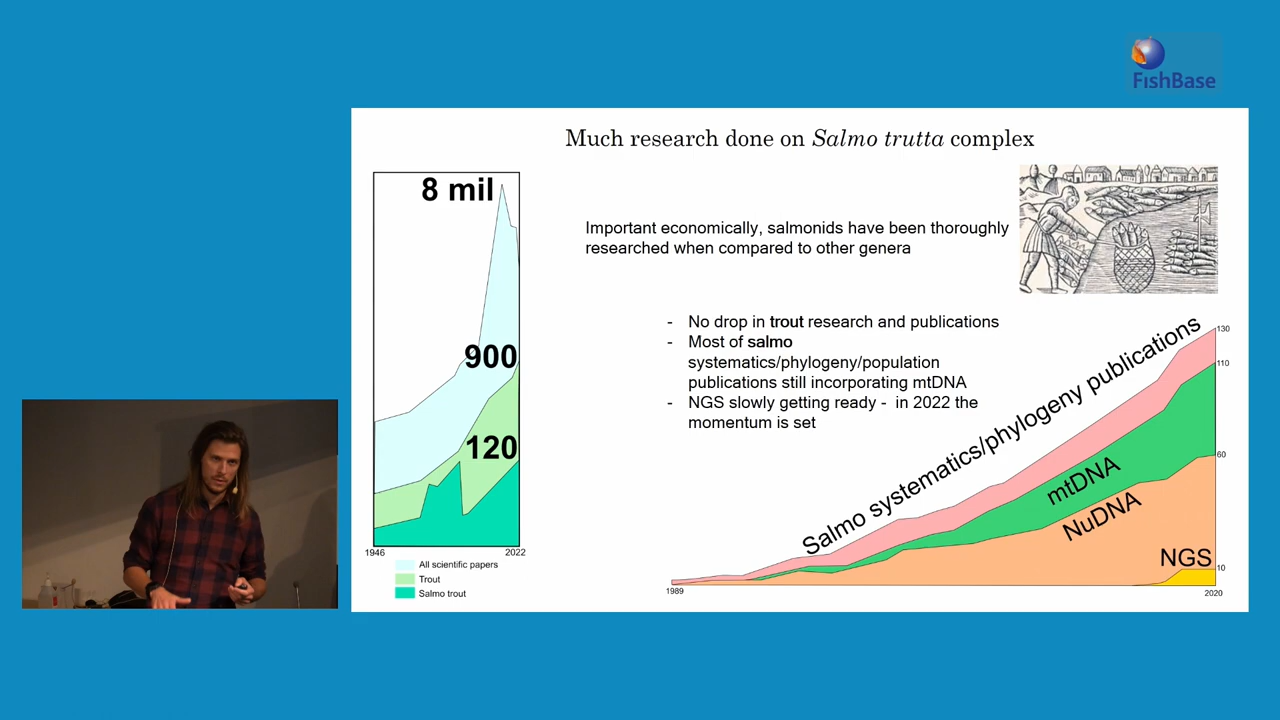 FishBase
Much research done on Salmo trutta complex
8 mil
900
120
1946
2022
All scientific papers
Trout
Salmo trout
Important economically, salmonids have been thoroughly
researched when compared to other genera
- No drop in trout research and publications
- Most of salmo
systematics/phylogeny/population
publications still incorporating mtDNA
- NGS slowly getting ready - in 2022 the
momentum is set
Salmo systematics/phylogeny publications
mtDNA
NuDNA
NGS
130
110
60
10
1989
2020